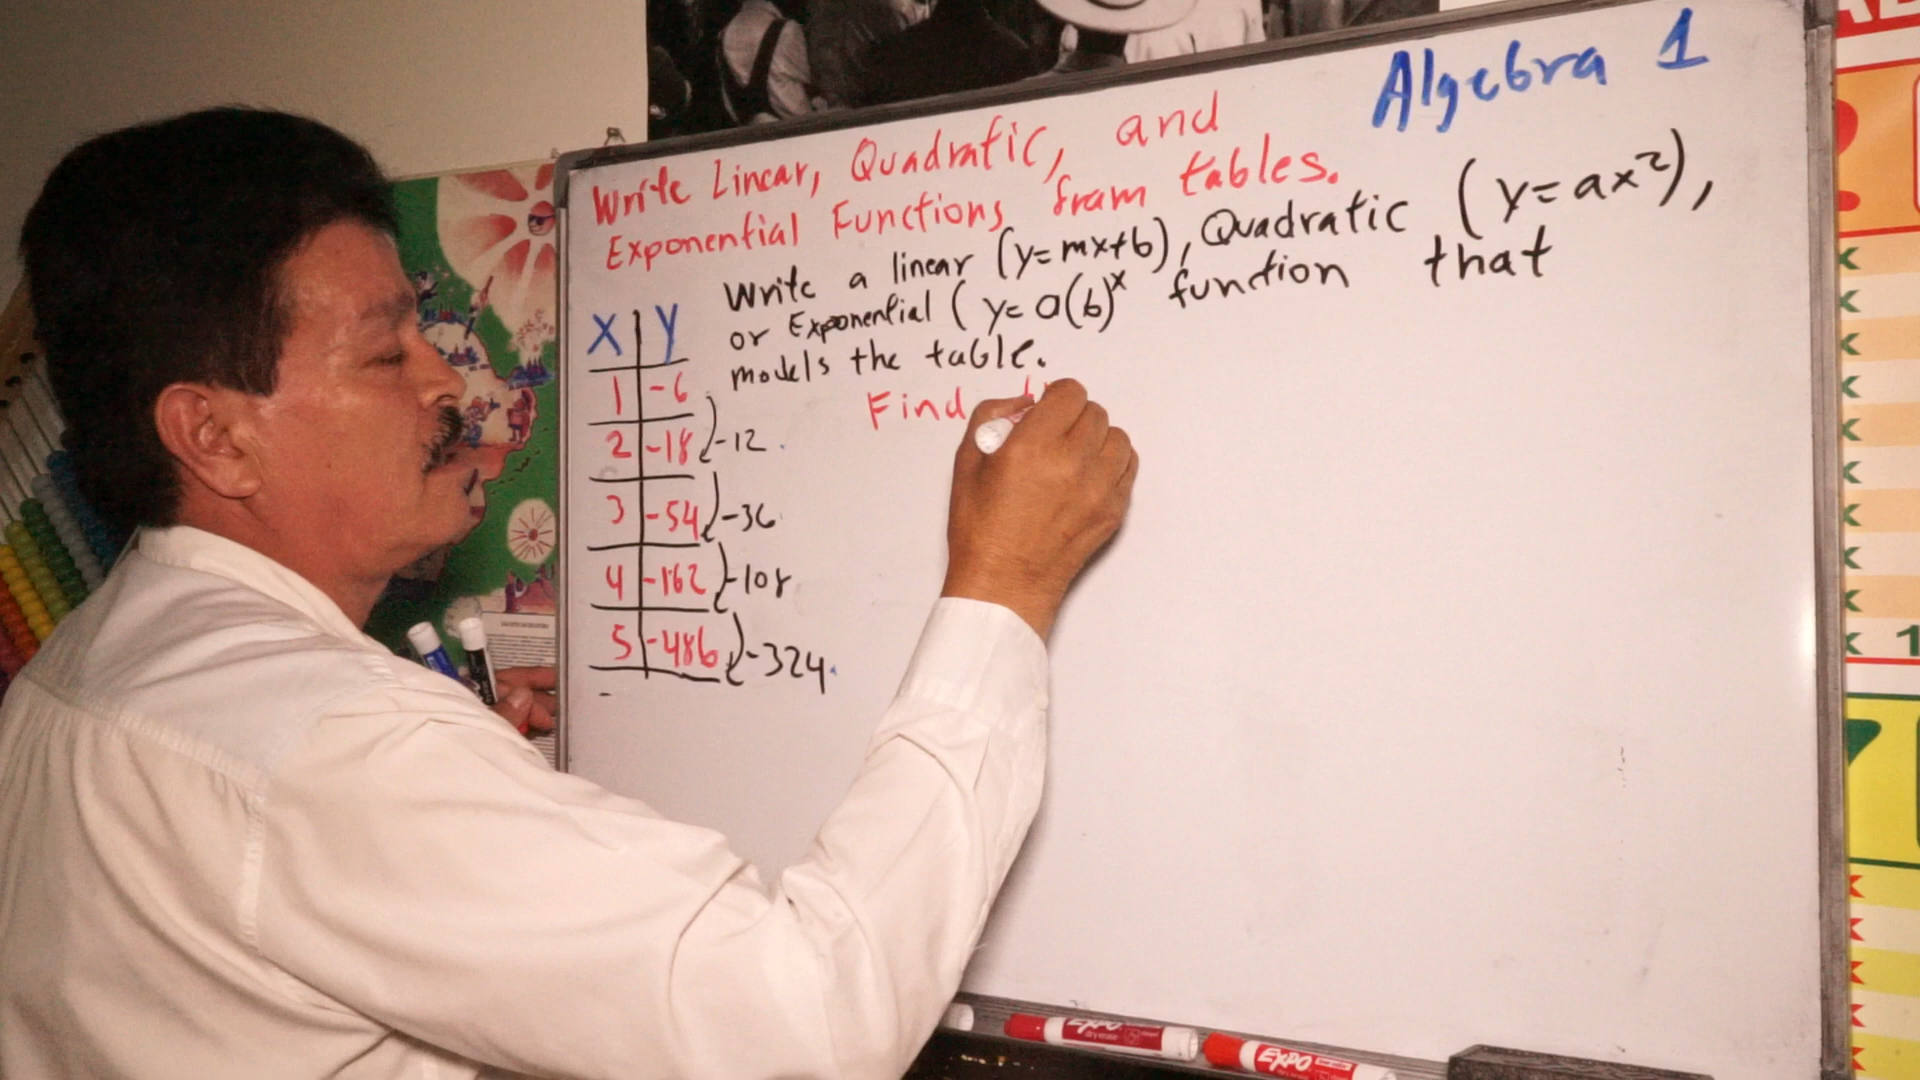 Algebra 1
Write Linear, Quadratic, and
Exponential Functions fram tables.
Write a linear (y=mx+b), Quadratic (y=ax²),
or Exponential (y=a(b)ˣ function that
models the table.
X Y
1 -6
2 -18
3 -54
4 -162
5 -486
-12
-36
-108
-324
Find
EXPO
EXPO